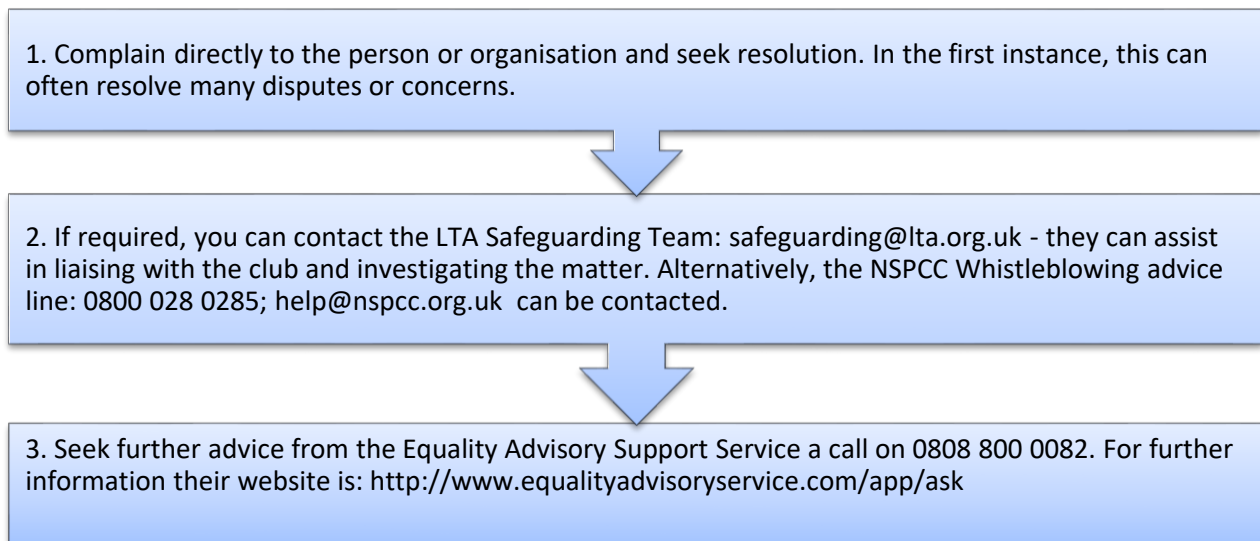 1. Complain directly to the person or organisation and seek resolution. In the first instance, this can
often resolve many disputes or concerns.
2. If required, you can contact the LTA Safeguarding Team: safeguarding@lta.org.uk - they can assist
in liaising with the club and investigating the matter. Alternatively, the NSPCC Whistleblowing advice
line: 0800 028 0285; help@nspcc.org.uk  can be contacted.
3. Seek further advice from the Equality Advisory Support Service a call on 0808 800 0082. For further
information their website is: http://www.equalityadvisoryservice.com/app/ask